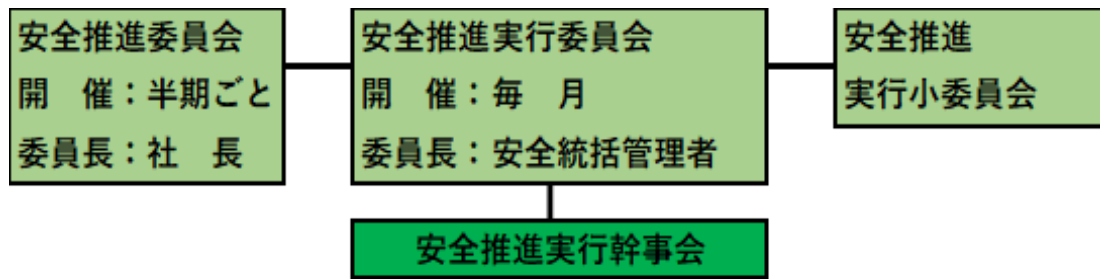 安全推進委員会
開　催：半期ごと
委員長：社　長
安全推進実行委員会
開　催：毎　月
委員長：安全統括管理者
安全推進
実行小委員会
安全推進実行幹事会